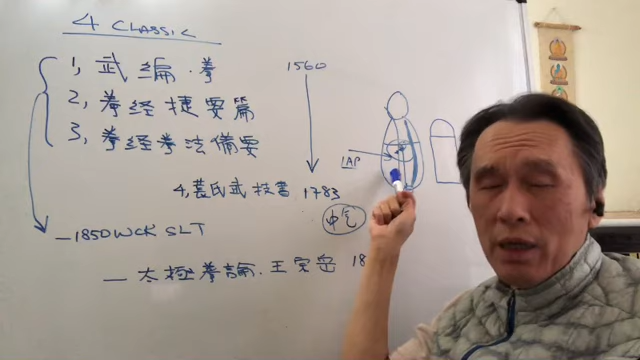 4 CLASSIC
1, 武编.拳
1560
2, 拳经捷要篇
3, 拳经拳法備要
IAP
4, 萇氏武技書 1783
中气
- 1850 WCK SLT
- 太極拳論.王宗岳 18